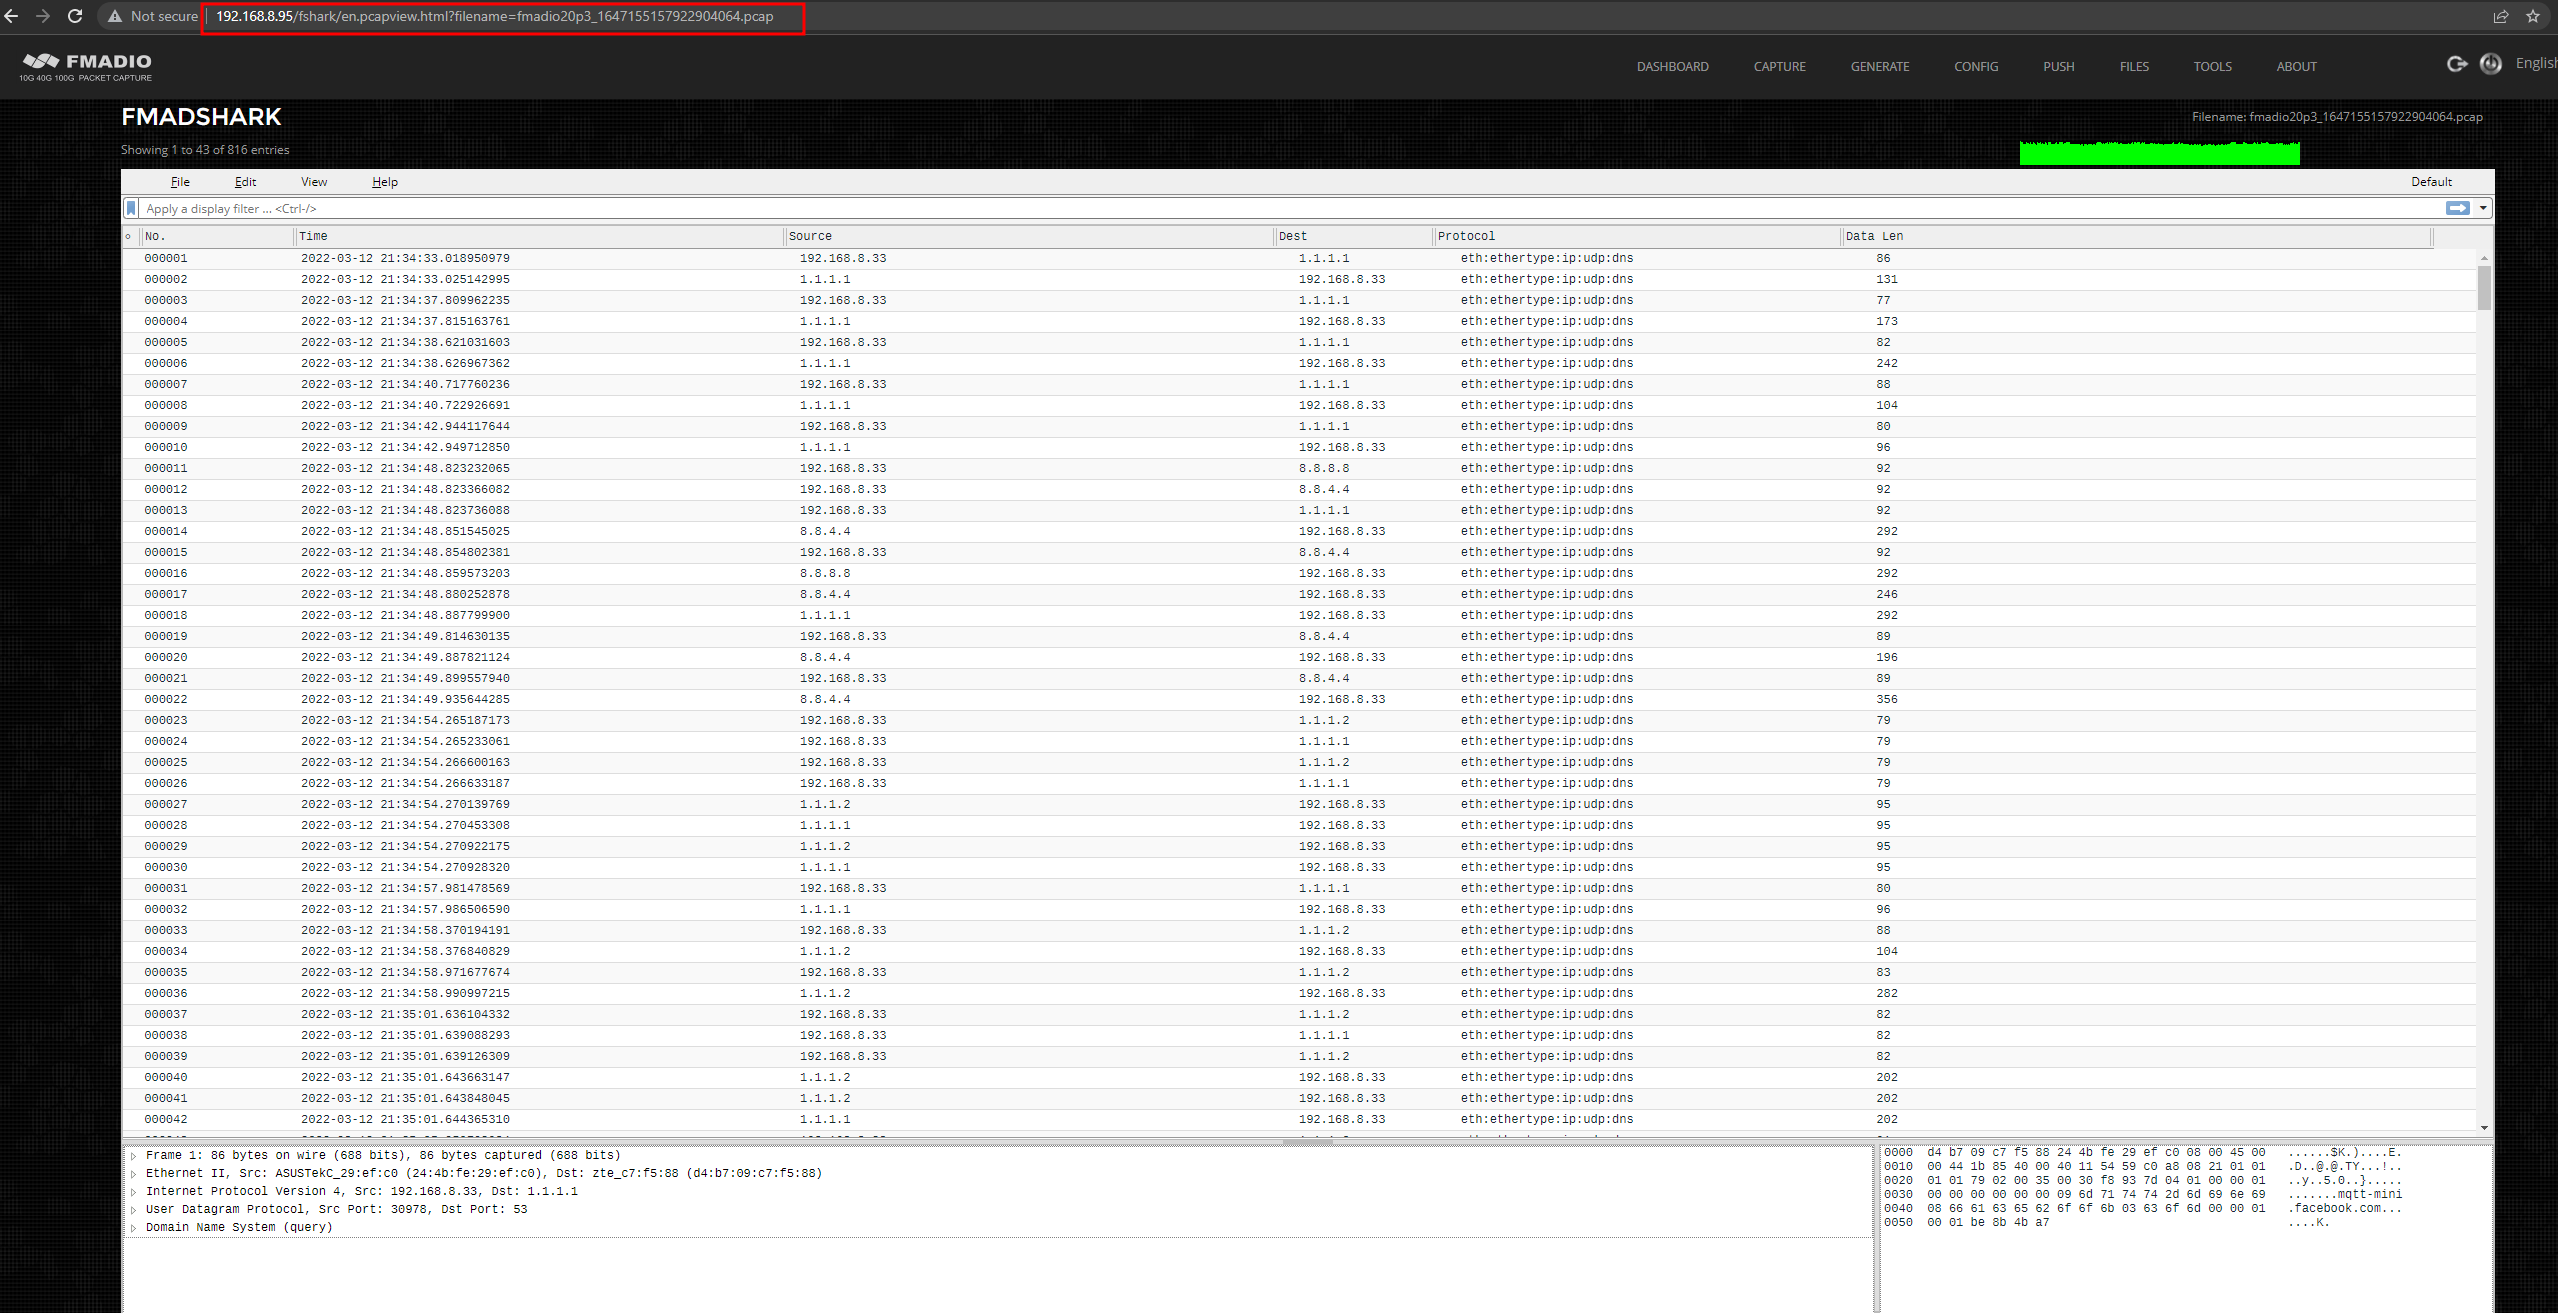 Not secure | 192.168.8.95/fshark/en.pcapview.html?filename=fmadio20p3_1647155157922904064.pcap
FMADIO
10G 40G 100G PACKET CAPTURE
DASHBOARD CAPTURE GENERATE CONFIG PUSH FILES TOOLS ABOUT English
FMADSHARK
Filename: fmadio20p3_1647155157922904064.pcap
Showing 1 to 43 of 816 entries
File Edit View Help Default
Apply a display filter ... <Ctrl-/>
No. Time Source Dest Protocol Data Len
000001 2022-03-12 21:34:33.018950979 192.168.8.33 1.1.1.1 eth:ethertype:ip:udp:dns 86
000002 2022-03-12 21:34:33.025142995 1.1.1.1 192.168.8.33 eth:ethertype:ip:udp:dns 131
000003 2022-03-12 21:34:37.809962235 192.168.8.33 1.1.1.1 eth:ethertype:ip:udp:dns 77
000004 2022-03-12 21:34:37.815163761 1.1.1.1 192.168.8.33 eth:ethertype:ip:udp:dns 173
000005 2022-03-12 21:34:38.621031603 192.168.8.33 1.1.1.1 eth:ethertype:ip:udp:dns 82
000006 2022-03-12 21:34:38.626967362 1.1.1.1 192.168.8.33 eth:ethertype:ip:udp:dns 242
000007 2022-03-12 21:34:40.717760236 192.168.8.33 1.1.1.1 eth:ethertype:ip:udp:dns 88
000008 2022-03-12 21:34:40.722926691 1.1.1.1 192.168.8.33 eth:ethertype:ip:udp:dns 104
000009 2022-03-12 21:34:42.944117644 192.168.8.33 1.1.1.1 eth:ethertype:ip:udp:dns 80
000010 2022-03-12 21:34:42.949712850 1.1.1.1 192.168.8.33 eth:ethertype:ip:udp:dns 96
000011 2022-03-12 21:34:48.823232065 192.168.8.33 8.8.8.8 eth:ethertype:ip:udp:dns 92
000012 2022-03-12 21:34:48.823366082 192.168.8.33 8.8.4.4 eth:ethertype:ip:udp:dns 92
000013 2022-03-12 21:34:48.823736088 192.168.8.33 1.1.1.1 eth:ethertype:ip:udp:dns 92
000014 2022-03-12 21:34:48.851545025 8.8.4.4 192.168.8.33 eth:ethertype:ip:udp:dns 292
000015 2022-03-12 21:34:48.854802381 192.168.8.33 8.8.4.4 eth:ethertype:ip:udp:dns 92
000016 2022-03-12 21:34:48.859573203 8.8.8.8 192.168.8.33 eth:ethertype:ip:udp:dns 292
000017 2022-03-12 21:34:48.880252878 8.8.4.4 192.168.8.33 eth:ethertype:ip:udp:dns 246
000018 2022-03-12 21:34:48.887799900 1.1.1.1 192.168.8.33 eth:ethertype:ip:udp:dns 292
000019 2022-03-12 21:34:49.814630135 192.168.8.33 8.8.4.4 eth:ethertype:ip:udp:dns 89
000020 2022-03-12 21:34:49.887821124 8.8.4.4 192.168.8.33 eth:ethertype:ip:udp:dns 196
000021 2022-03-12 21:34:49.899557940 192.168.8.33 8.8.4.4 eth:ethertype:ip:udp:dns 89
000022 2022-03-12 21:34:49.935644285 8.8.4.4 192.168.8.33 eth:ethertype:ip:udp:dns 356
000023 2022-03-12 21:34:54.265187173 192.168.8.33 1.1.1.2 eth:ethertype:ip:udp:dns 79
000024 2022-03-12 21:34:54.265233061 192.168.8.33 1.1.1.1 eth:ethertype:ip:udp:dns 79
000025 2022-03-12 21:34:54.266600163 192.168.8.33 1.1.1.2 eth:ethertype:ip:udp:dns 79
000026 2022-03-12 21:34:54.266633187 192.168.8.33 1.1.1.1 eth:ethertype:ip:udp:dns 79
000027 2022-03-12 21:34:54.270139769 1.1.1.2 192.168.8.33 eth:ethertype:ip:udp:dns 95
000028 2022-03-12 21:34:54.270453308 1.1.1.1 192.168.8.33 eth:ethertype:ip:udp:dns 95
000029 2022-03-12 21:34:54.270922175 1.1.1.2 192.168.8.33 eth:ethertype:ip:udp:dns 95
000030 2022-03-12 21:34:54.270928320 1.1.1.1 192.168.8.33 eth:ethertype:ip:udp:dns 95
000031 2022-03-12 21:34:57.981478569 192.168.8.33 1.1.1.1 eth:ethertype:ip:udp:dns 80
000032 2022-03-12 21:34:57.986506590 1.1.1.1 192.168.8.33 eth:ethertype:ip:udp:dns 96
000033 2022-03-12 21:34:58.370194191 192.168.8.33 1.1.1.2 eth:ethertype:ip:udp:dns 88
000034 2022-03-12 21:34:58.376840829 1.1.1.2 192.168.8.33 eth:ethertype:ip:udp:dns 104
000035 2022-03-12 21:34:58.971677674 192.168.8.33 1.1.1.2 eth:ethertype:ip:udp:dns 83
000036 2022-03-12 21:34:58.990997215 1.1.1.2 192.168.8.33 eth:ethertype:ip:udp:dns 282
000037 2022-03-12 21:35:01.636104332 192.168.8.33 1.1.1.2 eth:ethertype:ip:udp:dns 82
000038 2022-03-12 21:35:01.639088293 192.168.8.33 1.1.1.1 eth:ethertype:ip:udp:dns 82
000039 2022-03-12 21:35:01.639126309 192.168.8.33 1.1.1.2 eth:ethertype:ip:udp:dns 82
000040 2022-03-12 21:35:01.643663147 1.1.1.2 192.168.8.33 eth:ethertype:ip:udp:dns 202
000041 2022-03-12 21:35:01.643848045 1.1.1.2 192.168.8.33 eth:ethertype:ip:udp:dns 202
000042 2022-03-12 21:35:01.644365310 1.1.1.1 192.168.8.33 eth:ethertype:ip:udp:dns 202
Frame 1: 86 bytes on wire (688 bits), 86 bytes captured (688 bits)
Ethernet II, Src: ASUSTekC_29:ef:c0 (24:4b:fe:29:ef:c0), Dst: zte_c7:f5:88 (d4:b7:09:c7:f5:88)
Internet Protocol Version 4, Src: 192.168.8.33, Dst: 1.1.1.1
User Datagram Protocol, Src Port: 30978, Dst Port: 53
Domain Name System (query)
0000 d4 b7 09 c7 f5 88 24 4b fe 29 ef c0 08 00 45 00 ......$K.)....E.
0010 00 44 1b 85 40 00 40 11 54 59 c0 a8 08 21 01 01 .D..@.@.TY...!..
0020 01 01 79 02 00 35 00 30 f8 93 7d 04 01 00 00 01 ..y..5.0..}.....
0030 00 00 00 00 00 00 09 6d 71 74 74 2d 6d 69 6e 69 .......mqtt-mini
0040 08 66 61 63 65 62 6f 6f 6b 03 63 6f 6d 00 00 01 .facebook.com...
0050 00 01 be 8b 4b a7 ....K.